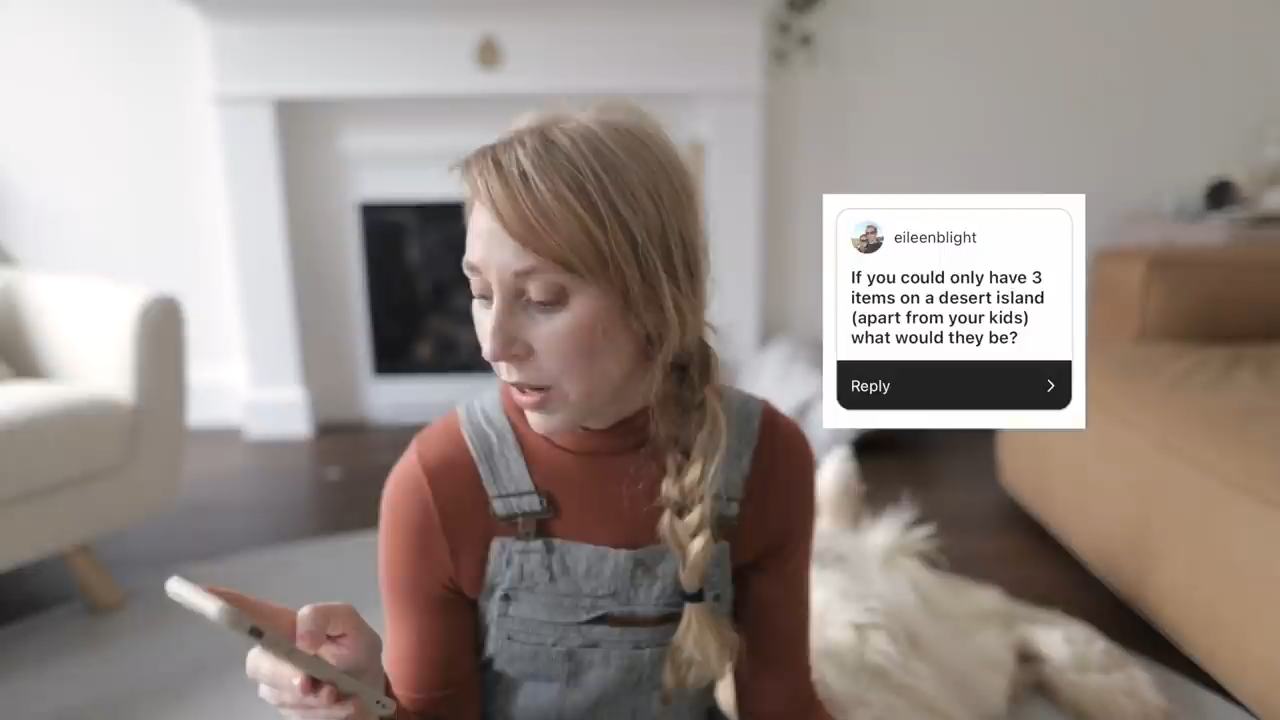 eileenblight
If you could only have 3
items on a desert island
(apart from your kids)
what would they be?
Reply